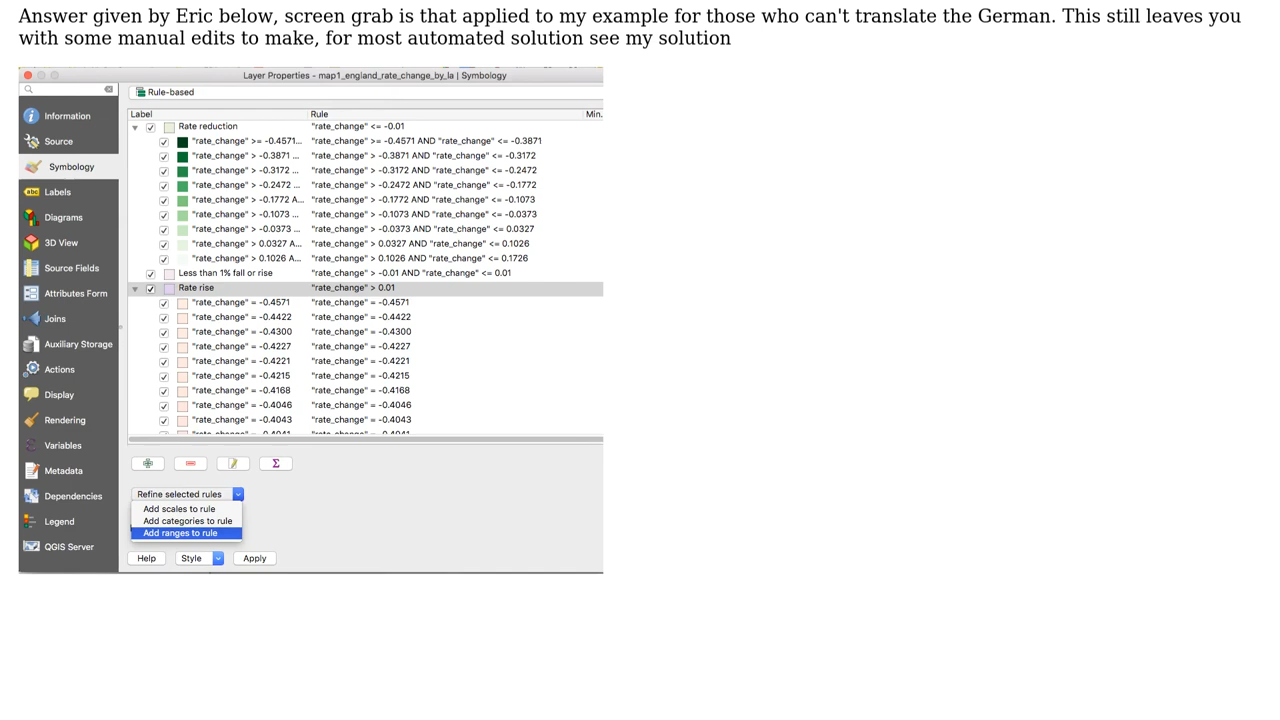 Answer given by Eric below, screen grab is that applied to my example for those who can't translate the German. This still leaves you
with some manual edits to make, for most automated solution see my solution
Layer Properties - map1_england_rate_change_by_la | Symbology
Rule-based
Information
Source
Symbology
Labels
Diagrams
3D View
Source Fields
Attributes Form
Joins
Auxiliary Storage
Actions
Display
Rendering
Variables
Metadata
Dependencies
Legend
QGIS Server
Label Rule Min.
Rate reduction "rate_change" <= -0.01
"rate_change" >= -0.4571... "rate_change" >= -0.4571 AND "rate_change" <= -0.3871
"rate_change" > -0.3871 ... "rate_change" > -0.3871 AND "rate_change" <= -0.3172
"rate_change" > -0.3172 ... "rate_change" > -0.3172 AND "rate_change" <= -0.2472
"rate_change" > -0.2472 ... "rate_change" > -0.2472 AND "rate_change" <= -0.1772
"rate_change" > -0.1772 A... "rate_change" > -0.1772 AND "rate_change" <= -0.1073
"rate_change" > -0.1073 ... "rate_change" > -0.1073 AND "rate_change" <= -0.0373
"rate_change" > -0.0373 ... "rate_change" > -0.0373 AND "rate_change" <= 0.0327
"rate_change" > 0.0327 A... "rate_change" > 0.0327 AND "rate_change" <= 0.1026
"rate_change" > 0.1026 A... "rate_change" > 0.1026 AND "rate_change" <= 0.1726
Less than 1% fall or rise "rate_change" > -0.01 AND "rate_change" <= 0.01
Rate rise "rate_change" > 0.01
"rate_change" = -0.4571 "rate_change" = -0.4571
"rate_change" = -0.4422 "rate_change" = -0.4422
"rate_change" = -0.4300 "rate_change" = -0.4300
"rate_change" = -0.4227 "rate_change" = -0.4227
"rate_change" = -0.4221 "rate_change" = -0.4221
"rate_change" = -0.4215 "rate_change" = -0.4215
"rate_change" = -0.4168 "rate_change" = -0.4168
"rate_change" = -0.4046 "rate_change" = -0.4046
"rate_change" = -0.4043 "rate_change" = -0.4043
"rate_change" = -0.4041 "rate_change" = -0.4041
Σ
Refine selected rules
Add scales to rule
Add categories to rule
Add ranges to rule
Help Style Apply